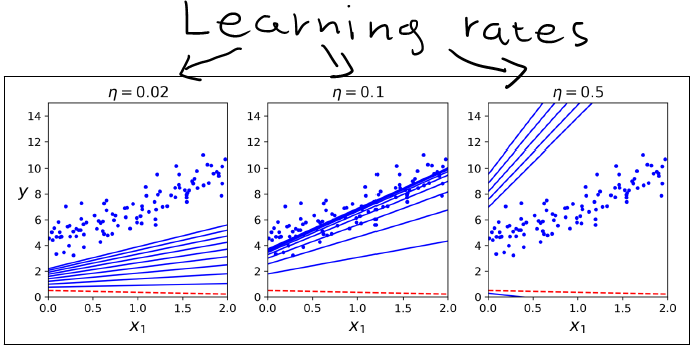 Learning rates
η = 0.02 η = 0.1 η = 0.5
14 14 14
12 12 12
10 10 10
y
8 8 8
6 6 6
4 4 4
2 2 2
0 0 0
0.0 0.5 1.0 1.5 2.0 0.0 0.5 1.0 1.5 2.0 0.0 0.5 1.0 1.5 2.0
x₁ x₁ x₁